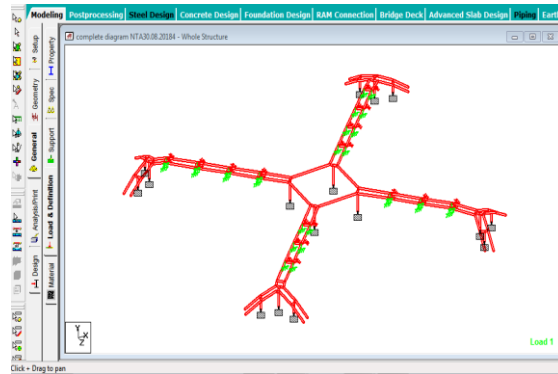 Modeling Postprocessing Steel Design Concrete Design Foundation Design RAM Connection Bridge Deck Advanced Slab Design Piping Eart
complete diagram NTA30.08.20184 - Whole Structure
Setup
Geometry
General
Analysis/Print
Design
Property
Spec
Support
Load & Definition
Material
Y
X
Z
Load 1
Click + Drag to pan